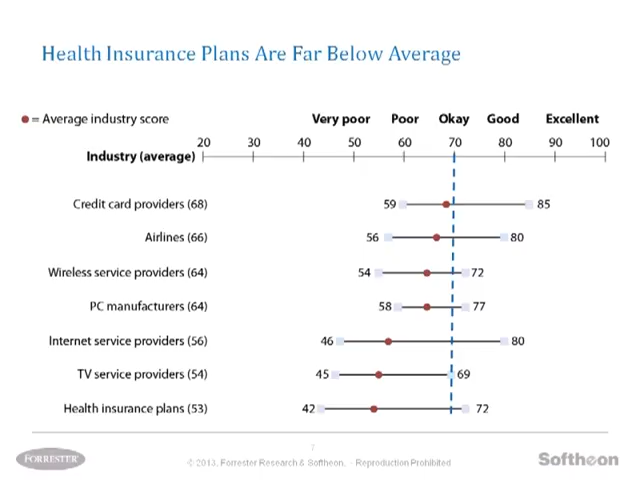 Health Insurance Plans Are Far Below Average
= Average industry score
Very poor Poor Okay Good Excellent
20 30 40 50 60 70 80 90 100
Industry (average)
Credit card providers (68) 59 85
Airlines (66) 56 80
Wireless service providers (64) 54 72
PC manufacturers (64) 58 77
Internet service providers (56) 46 80
TV service providers (54) 45 69
Health insurance plans (53) 42 72
7
FORRESTER
© 2013, Forrester Research & Softheon, - Reproduction Prohibited
Softheon